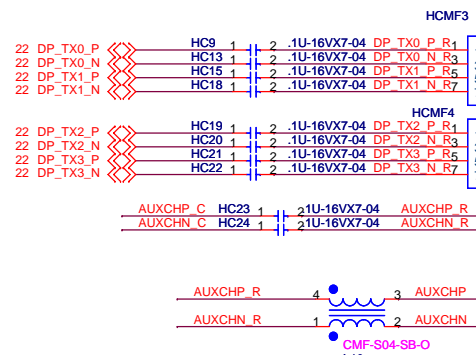 HCMF3
22 DP_TX0_P HC9 1 2 .1U-16VX7-04 DP_TX0_P_R 1
22 DP_TX0_N HC13 1 2 .1U-16VX7-04 DP_TX0_N_R 3
22 DP_TX1_P HC15 1 2 .1U-16VX7-04 DP_TX1_P_R 5
22 DP_TX1_N HC18 1 2 .1U-16VX7-04 DP_TX1_N_R 7
HCMF4
22 DP_TX2_P HC19 1 2 .1U-16VX7-04 DP_TX2_P_R 1
22 DP_TX2_N HC20 1 2 .1U-16VX7-04 DP_TX2_N_R 3
22 DP_TX3_P HC21 1 2 .1U-16VX7-04 DP_TX3_P_R 5
22 DP_TX3_N HC22 1 2 .1U-16VX7-04 DP_TX3_N_R 7
AUXCHP_C HC23 1 2 .1U-16VX7-04 AUXCHP_R
AUXCHN_C HC24 1 2 .1U-16VX7-04 AUXCHN_R
AUXCHP_R 4 3 AUXCHP
AUXCHN_R 1 2 AUXCHN
CMF-S04-SB-O